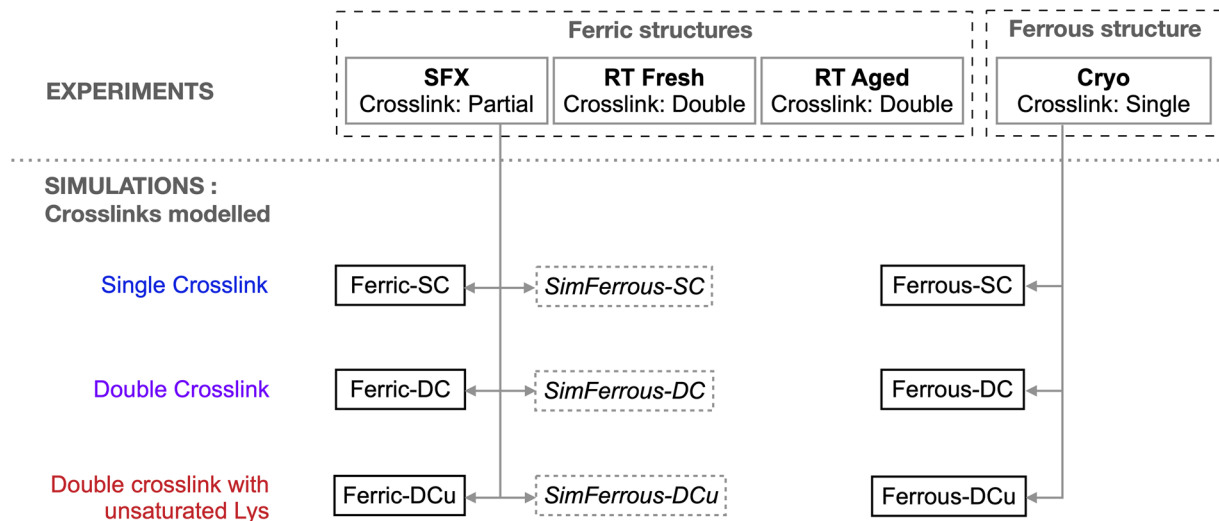 Ferric structures
Ferrous structure
EXPERIMENTS
SFX
Crosslink: Partial
RT Fresh
Crosslink: Double
RT Aged
Crosslink: Double
Cryo
Crosslink: Single
SIMULATIONS :
Crosslinks modelled
Single Crosslink
Ferric-SC
SimFerrous-SC
Ferrous-SC
Double Crosslink
Ferric-DC
SimFerrous-DC
Ferrous-DC
Double crosslink with
unsaturated Lys
Ferric-DCu
SimFerrous-DCu
Ferrous-DCu